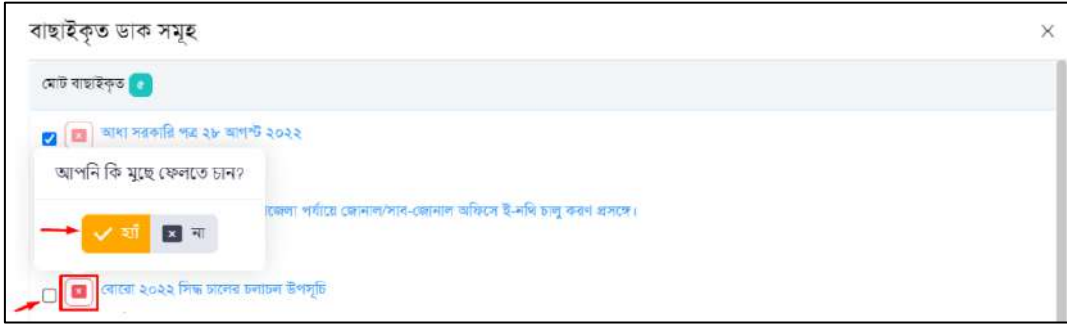 বাছাইকৃত ডাক সমূহ
মোট বাছাইকৃত ৫
আধা সরকারি পত্র ২৮ আগস্ট ২০২২
আপনি কি মুছে ফেলতে চান?
জেলা পর্যায়ে জোনাল/সাব-জোনাল অফিসে ই-নথি চালু করণ প্রসঙ্গে।
হ্যাঁ না
বোরো ২০২২ সিদ্ধ চালের চলাচল উপসূচি